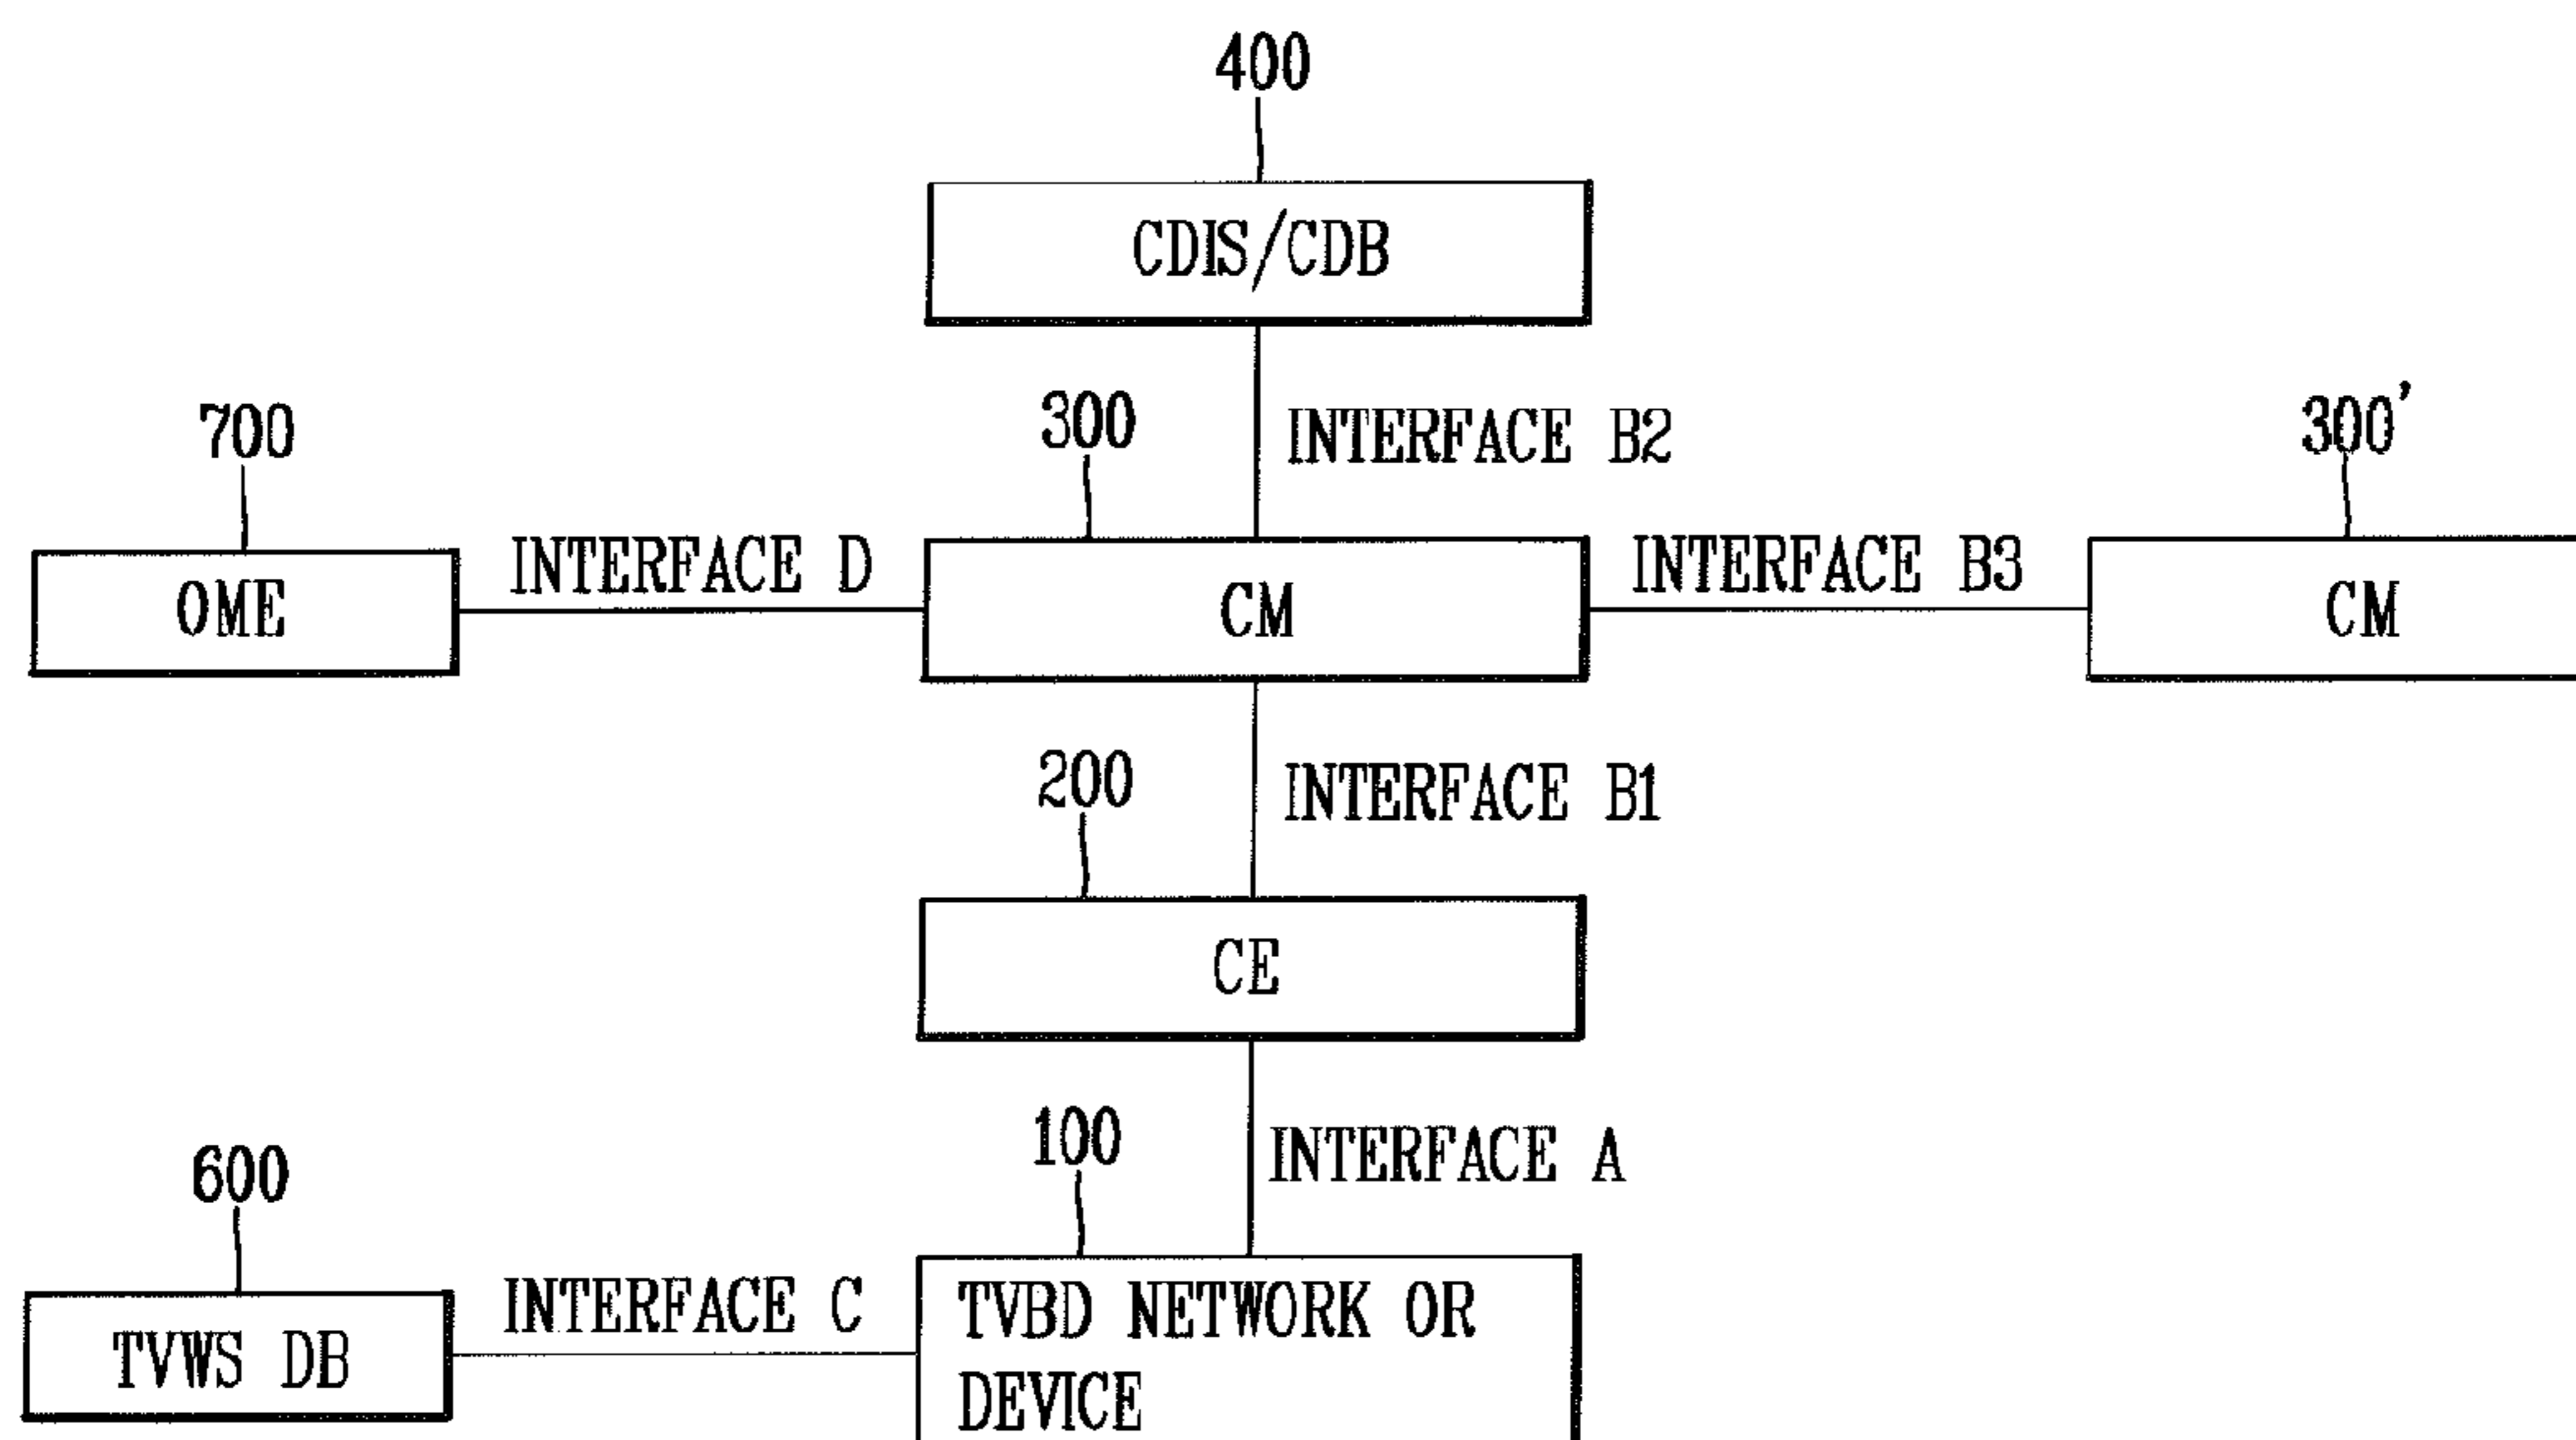 400
CDIS/CDB
700
300
INTERFACE B2
300'
OME
INTERFACE D
CM
INTERFACE B3
CM
200
INTERFACE B1
CE
100
INTERFACE A
600
TVWS DB
INTERFACE C
TVBD NETWORK OR
DEVICE